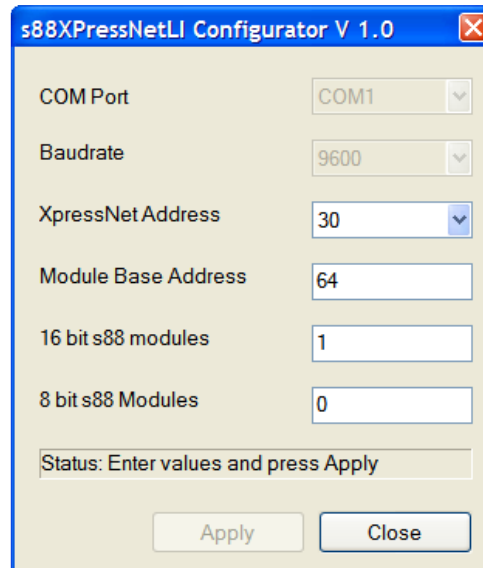 s88XPressNetLI Configurator V 1.0
COM Port COM1
Baudrate 9600
XpressNet Address 30
Module Base Address 64
16 bit s88 modules 1
8 bit s88 Modules 0
Status: Enter values and press Apply
Apply Close